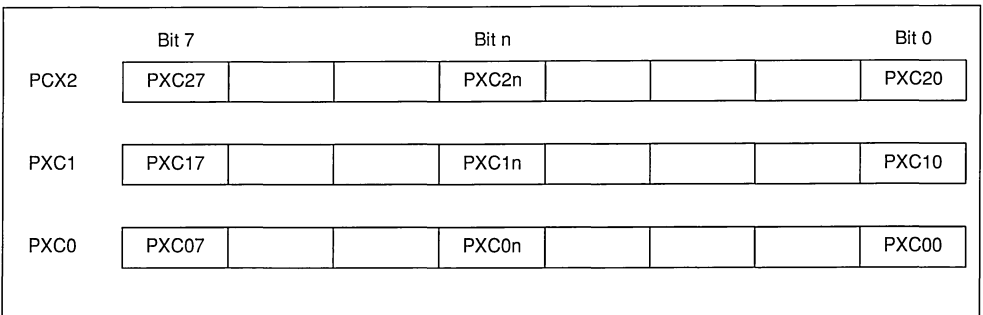 Bit 7 Bit n Bit 0
PCX2 PXC27 PXC2n PXC20
PXC1 PXC17 PXC1n PXC10
PXC0 PXC07 PXC0n PXC00